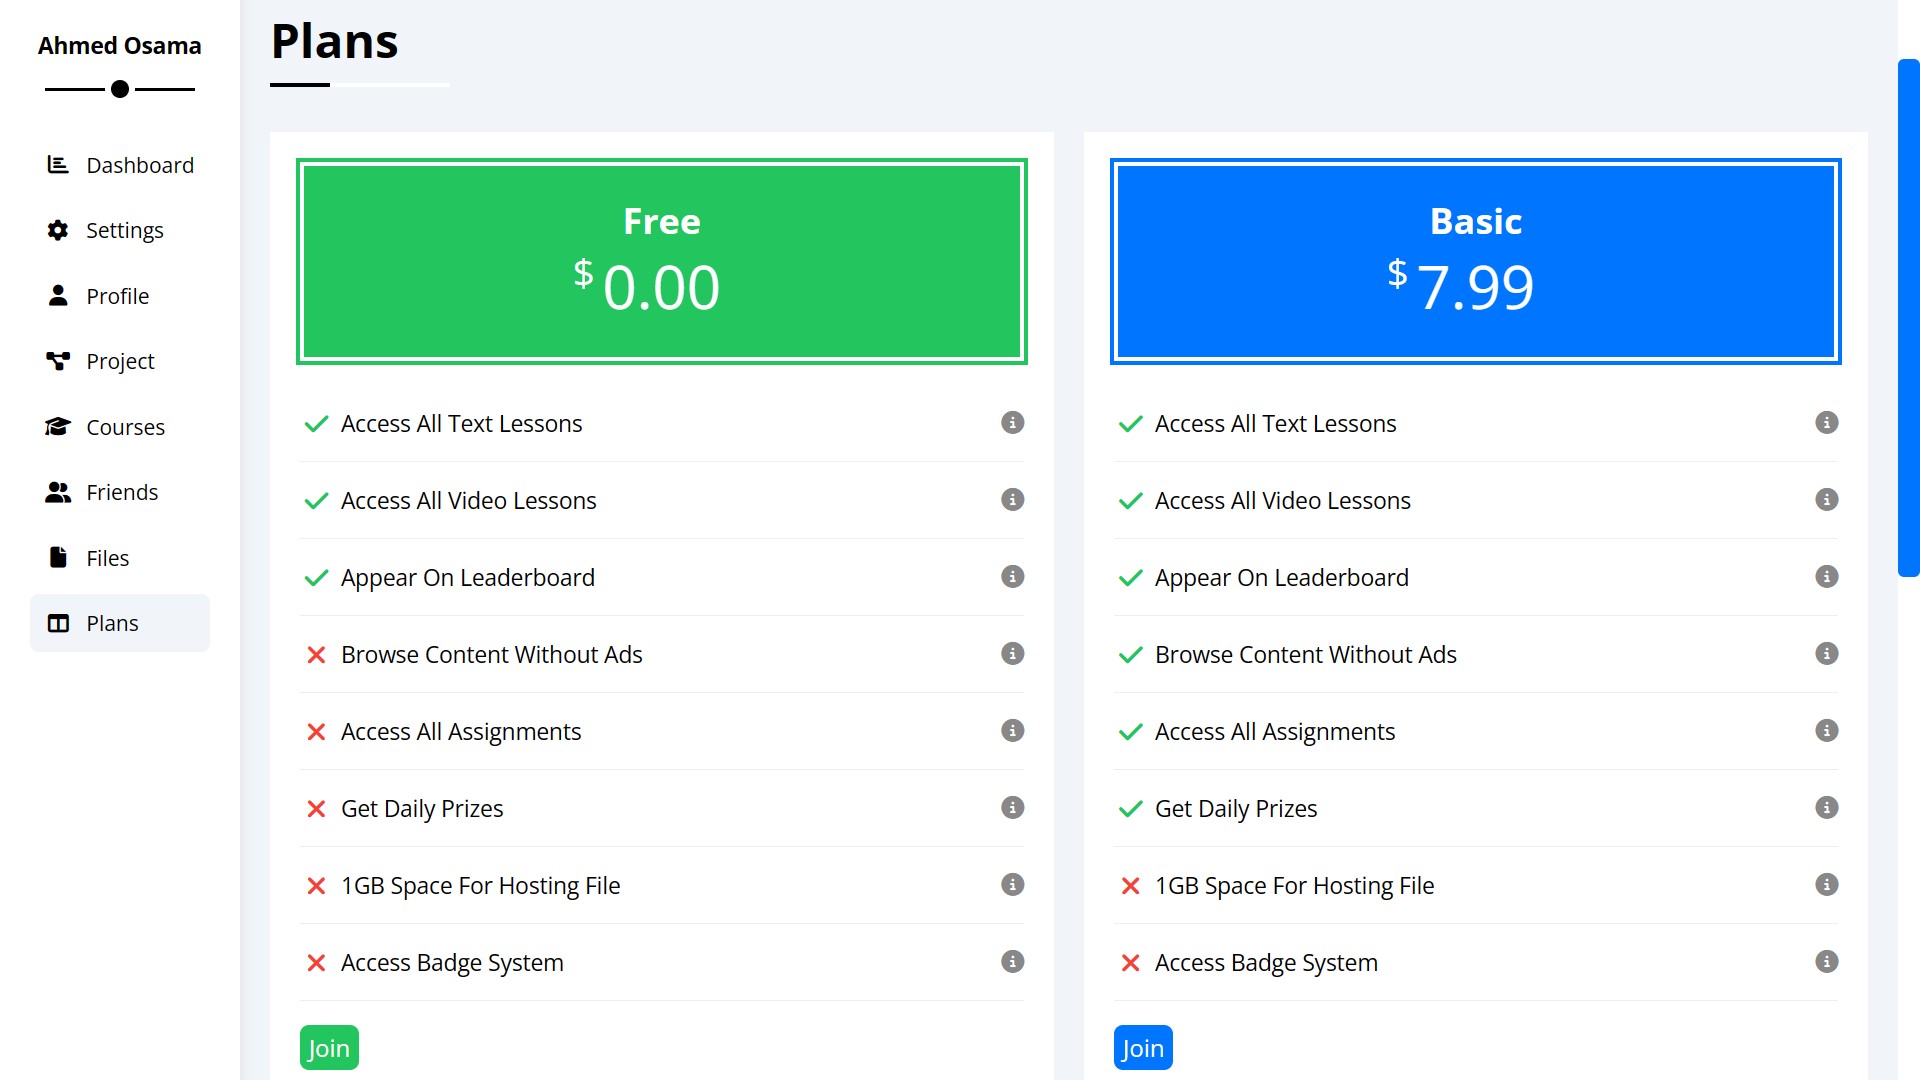 Ahmed Osama
Dashboard
Settings
Profile
Project
Courses
Friends
Files
Plans
Plans
Free
$ 0.00
Access All Text Lessons
Access All Video Lessons
Appear On Leaderboard
Browse Content Without Ads
Access All Assignments
Get Daily Prizes
1GB Space For Hosting File
Access Badge System
Join
Basic
$ 7.99
Access All Text Lessons
Access All Video Lessons
Appear On Leaderboard
Browse Content Without Ads
Access All Assignments
Get Daily Prizes
1GB Space For Hosting File
Access Badge System
Join